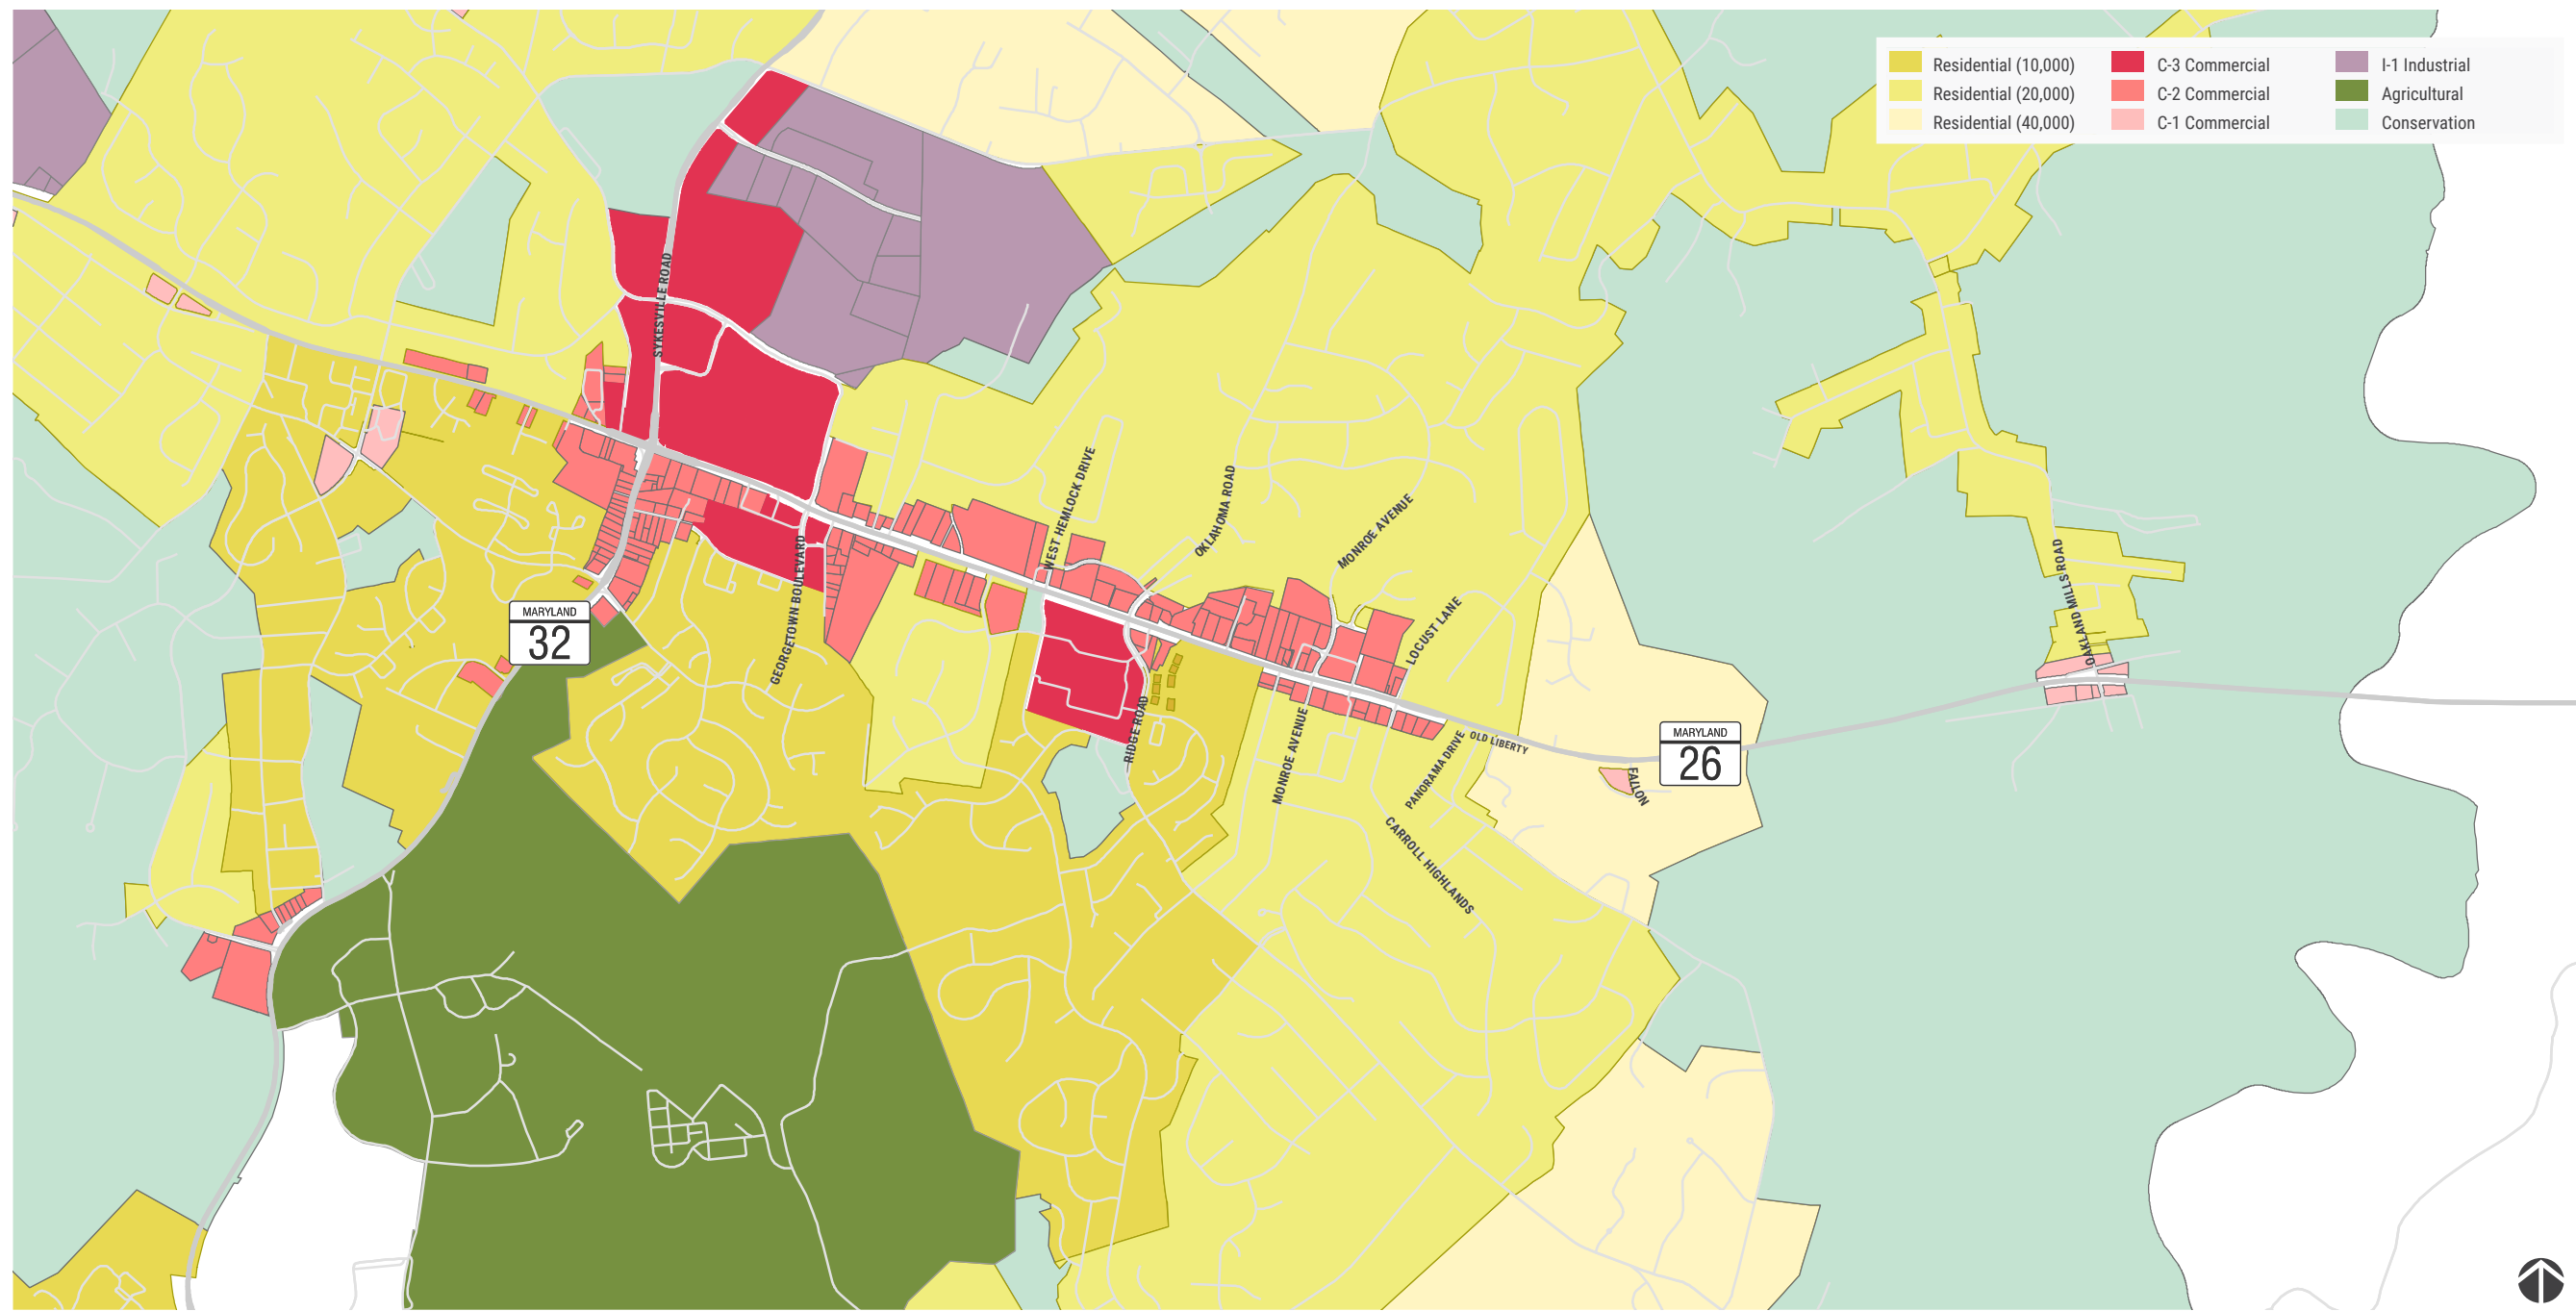 Residential (10,000)
Residential (20,000)
Residential (40,000)
C-3 Commercial
C-2 Commercial
C-1 Commercial
I-1 Industrial
Agricultural
Conservation
SYKESVILLE ROAD
WEST HEMLOCK DRIVE
OKLAHOMA ROAD
MONROE AVENUE
GEORGETOWN BOULEVARD
LOCUST LANE
OAKLAND MILLS ROAD
MARYLAND
32
RIDGE ROAD
MONROE AVENUE
PANORAMA DRIVE
OLD LIBERTY
MARYLAND
26
FALTON
CARROLL HIGHLANDS